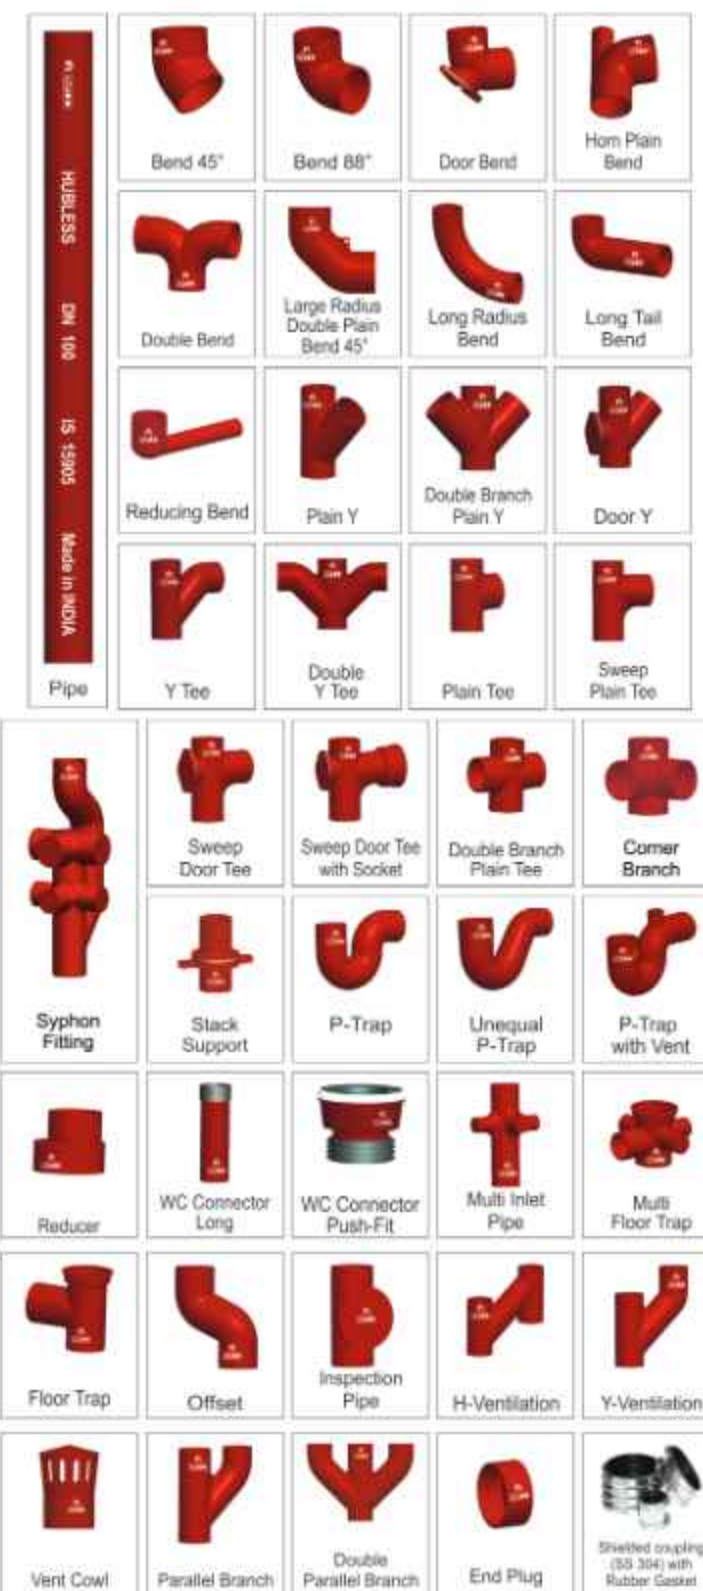 HUBLESS DN 100 IS 15905 Made in INDIA
Pipe
Bend 45°
Bend 88°
Door Bend
Horn Plain
Bend
Double Bend
Large Radius
Double Plain
Bend 45°
Long Radius
Bend
Long Tail
Bend
Reducing Bend
Plain Y
Double Branch
Plain Y
Door Y
Y Tee
Double
Y Tee
Plain Tee
Sweep
Plain Tee
Syphon
Fitting
Sweep
Door Tee
Sweep Door Tee
with Socket
Double Branch
Plain Tee
Corner
Branch
Stack
Support
P-Trap
Unequal
P-Trap
P-Trap
with Vent
Reducer
WC Connector
Long
WC Connector
Push-Fit
Multi Inlet
Pipe
Multi
Floor Trap
Floor Trap
Offset
Inspection
Pipe
H-Ventilation
Y-Ventilation
Vent Cowl
Parallel Branch
Double
Parallel Branch
End Plug
Shielded coupling
(SS 304) with
Rubber Gasket